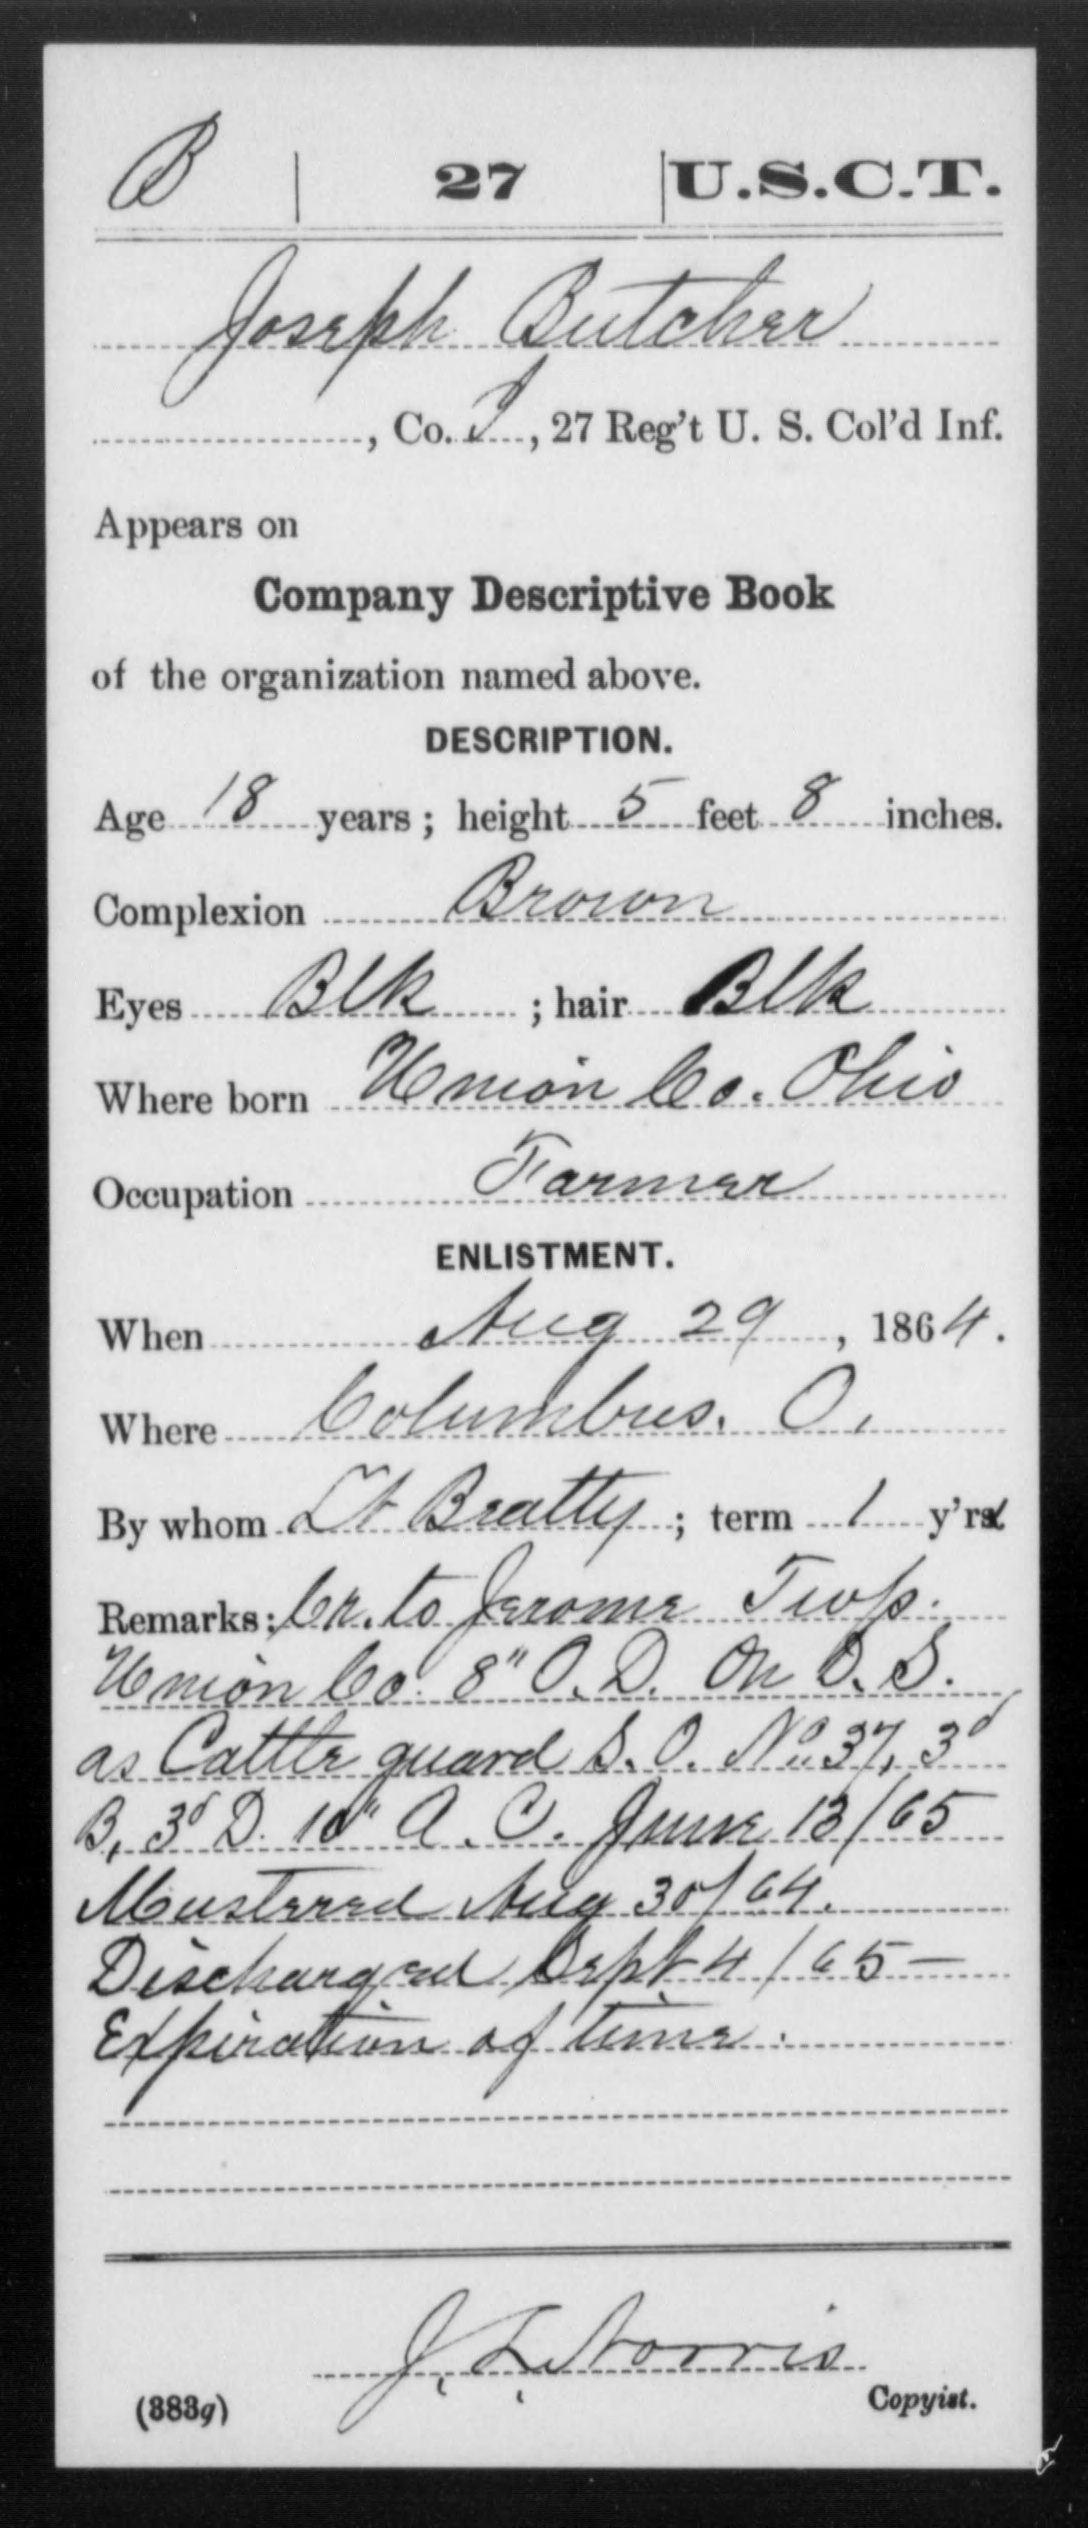 B | 27 | U.S.C.T.
Joseph Butcher
, Co. I, 27 Reg't U. S. Col'd Inf.
Appears on
Company Descriptive Book
of the organization named above.
DESCRIPTION.
Age 18 years; height 5 feet 8 inches.
Complexion Brown
Eyes Blk ; hair Blk
Where born Union Co. Ohio
Occupation Farmer
ENLISTMENT.
When Aug 29, 1864.
Where Columbus. O.
By whom Lt Beatty; term 1 y'rs
Remarks: Cr. to Jerome Twp.
Union Co. 8" O.D. On D.S.
as Cattle guard S.O. No. 37, 3d
B, 3d D. 10" A.C. June 13/65
Mustered Aug 30/64.
Discharged Sept 4/65 —
Expiration of time.
J. L. Norris
(383g) Copyist.